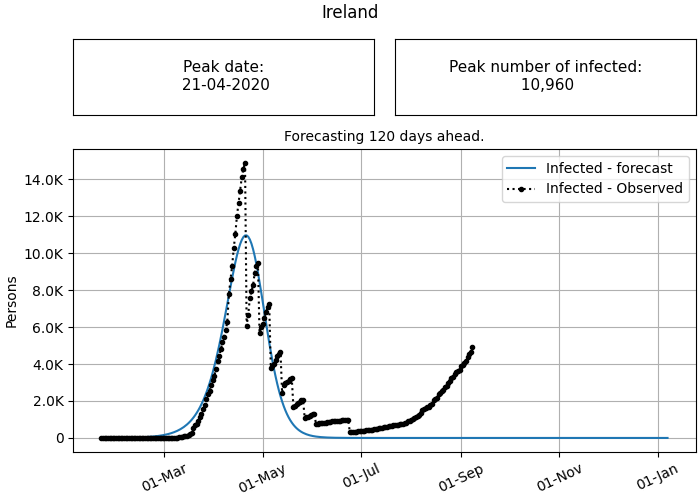 Ireland
Peak date:
21-04-2020
Peak number of infected:
10,960
Forecasting 120 days ahead.
Infected - forecast
Infected - Observed
14.0K
12.0K
10.0K
8.0K
6.0K
4.0K
2.0K
0
Persons
01-Mar
01-May
01-Jul
01-Sep
01-Nov
01-Jan